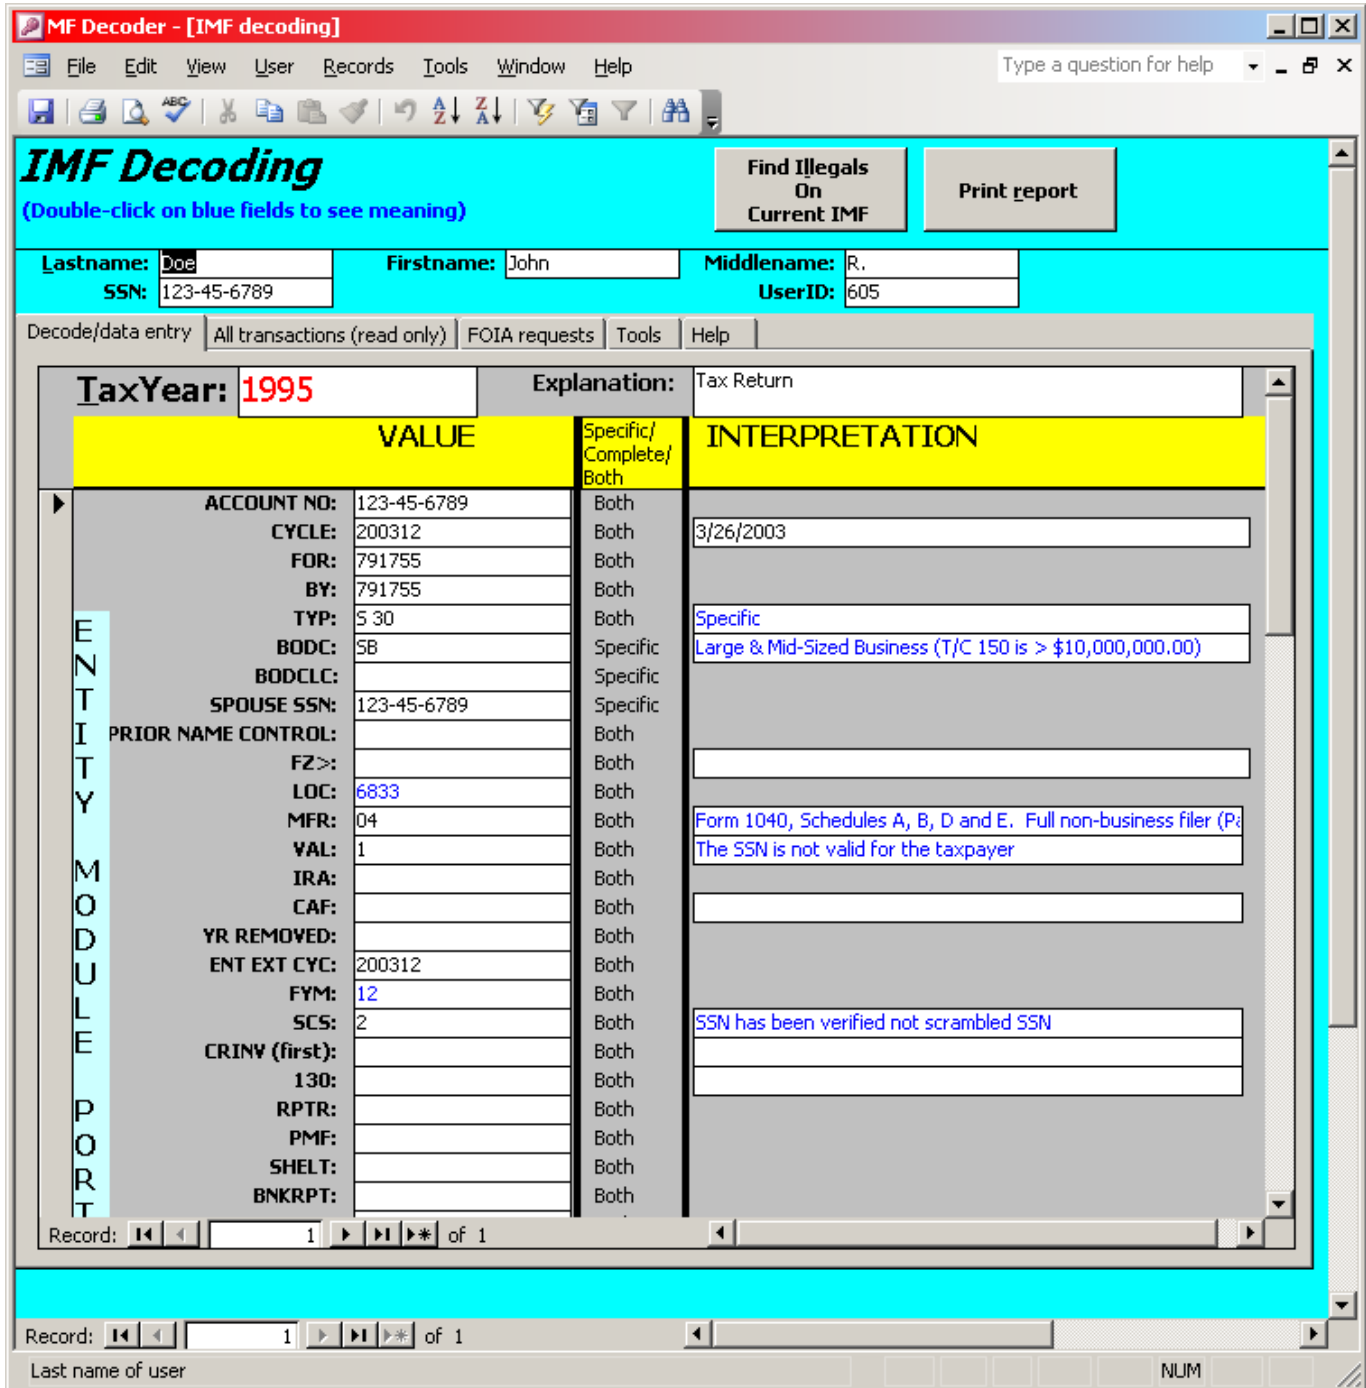 MF Decoder - [IMF decoding]
File Edit View User Records Tools Window Help Type a question for help
IMF Decoding
(Double-click on blue fields to see meaning)
Find Illegals
On
Current IMF
Print report
Lastname: Doe Firstname: John Middlename: R.
SSN: 123-45-6789 UserID: 605
Decode/data entry All transactions (read only) FOIA requests Tools Help
TaxYear: 1995 Explanation: Tax Return
VALUE Specific/ INTERPRETATION
Complete/
Both
ACCOUNT NO: 123-45-6789 Both
CYCLE: 200312 Both 3/26/2003
FOR: 791755 Both
BY: 791755 Both
TYP: S 30 Both Specific
BODC: SB Specific Large & Mid-Sized Business (T/C 150 is > $10,000,000.00)
BODCLC: Specific
SPOUSE SSN: 123-45-6789 Specific
PRIOR NAME CONTROL: Both
FZ>: Both
LOC: 6833 Both
MFR: 04 Both Form 1040, Schedules A, B, D and E. Full non-business filer (Pa
VAL: 1 Both The SSN is not valid for the taxpayer
IRA: Both
CAF: Both
YR REMOVED: Both
ENT EXT CYC: 200312 Both
FYM: 12 Both
SCS: 2 Both SSN has been verified not scrambled SSN
CRINV (first): Both
130: Both
RPTR: Both
PMF: Both
SHELT: Both
BNKRPT: Both
ENTITY MODULE PORT
Record: 1 of 1
Record: 1 of 1
Last name of user NUM